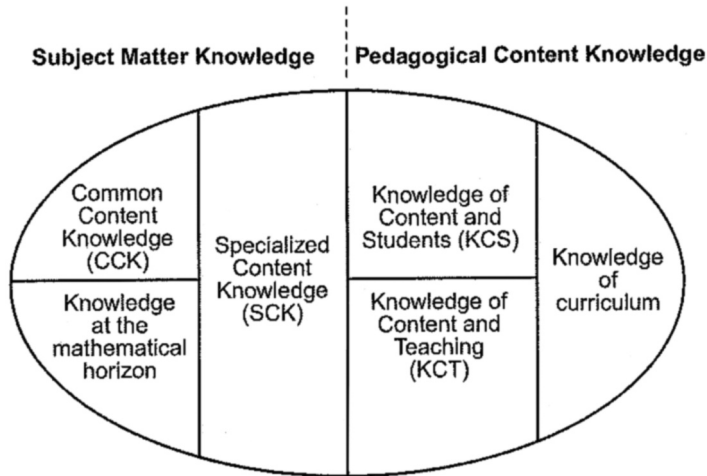 Subject Matter Knowledge
Pedagogical Content Knowledge
Common
Content
Knowledge
(CCK)
Knowledge
at the
mathematical
horizon
Specialized
Content
Knowledge
(SCK)
Knowledge of
Content and
Students (KCS)
Knowledge of
Content and
Teaching
(KCT)
Knowledge
of
curriculum